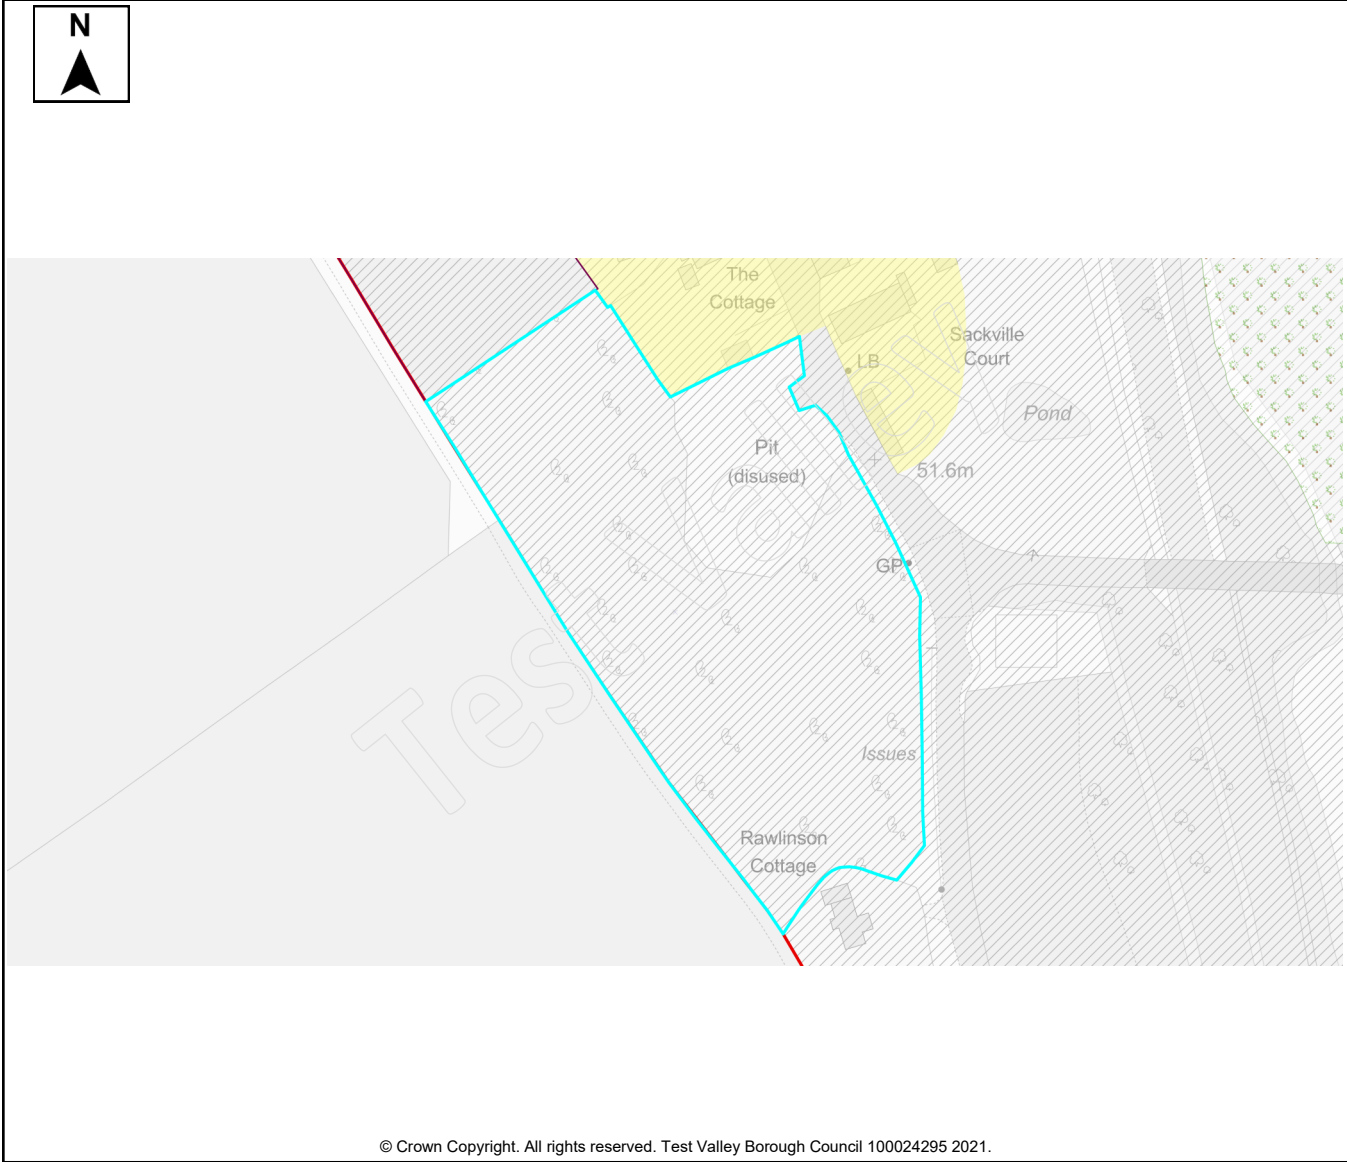 N
The
Cottage
Sackville
Court
LB
Pond
Pit
(disused)
51.6m
GP
Tes
Issues
Rawlinson
Cottage
© Crown Copyright. All rights reserved. Test Valley Borough Council 100024295 2021.